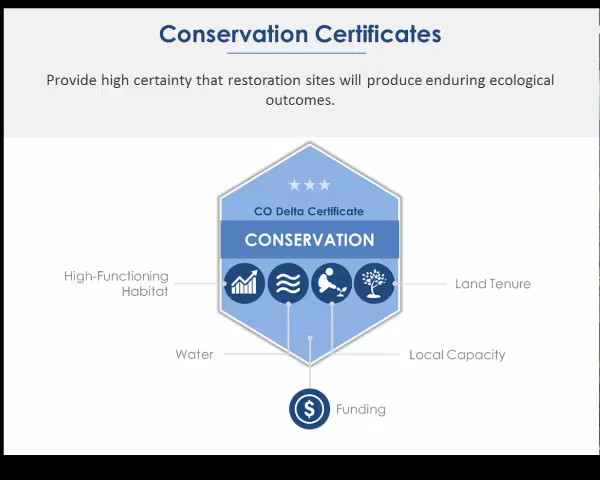 Conservation Certificates
Provide high certainty that restoration sites will produce enduring ecological
outcomes.
CO Delta Certificate
CONSERVATION
High-Functioning
Habitat
Land Tenure
Water
Local Capacity
$
Funding